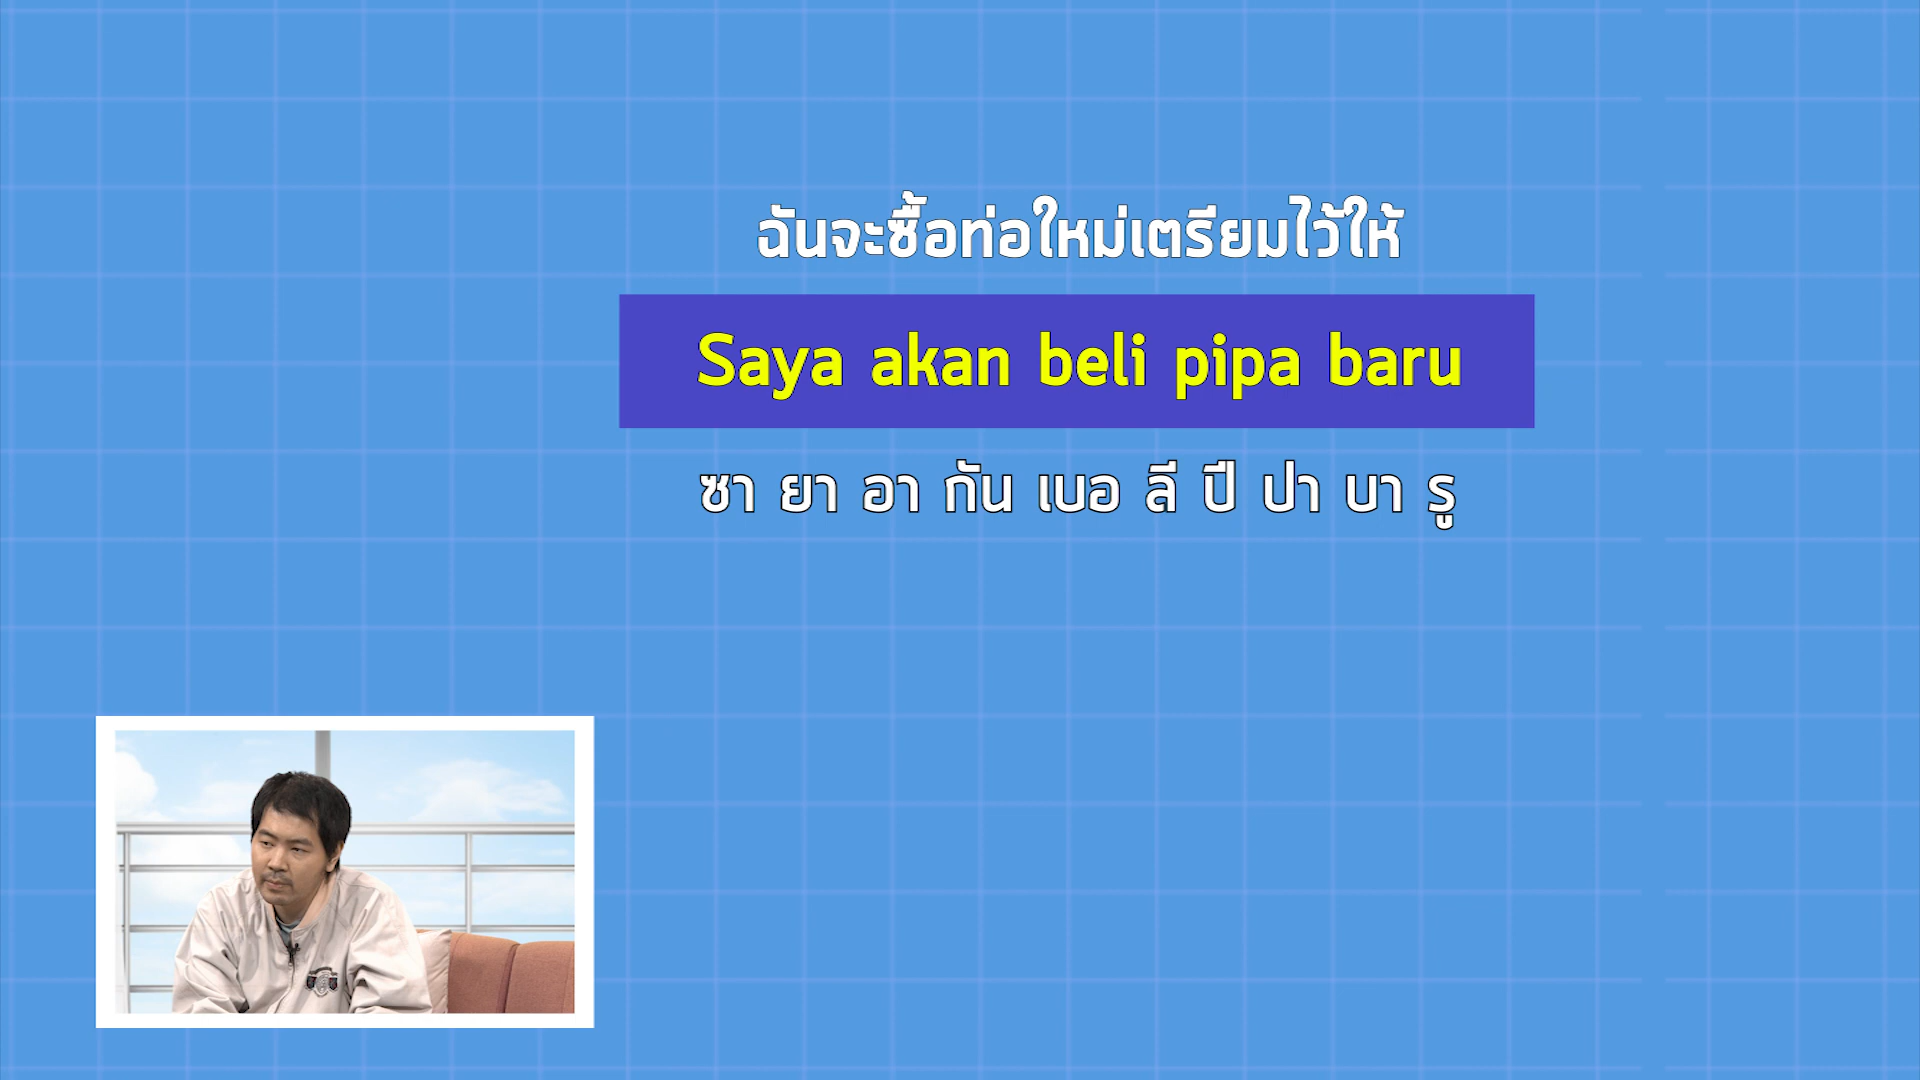 ฉันจะซื้อท่อใหม่เตรียมไว้ให้
Saya akan beli pipa baru
ซา ยา อา กัน เบอ ลี ปี ปา บา รู